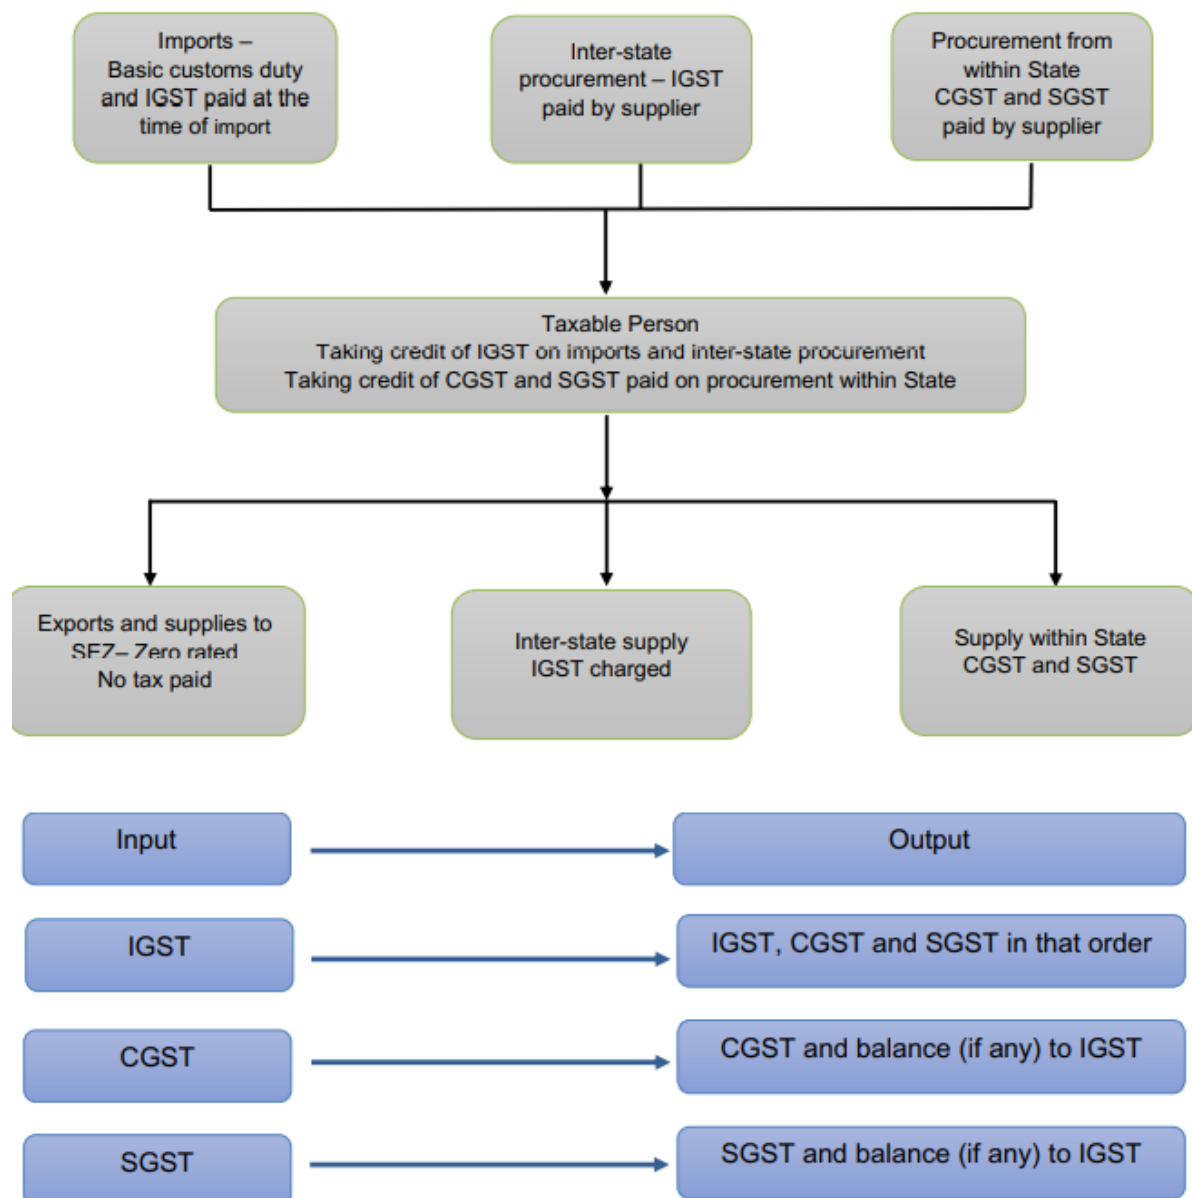 Imports –
Basic customs duty
and IGST paid at the
time of import
Inter-state
procurement – IGST
paid by supplier
Procurement from
within State
CGST and SGST
paid by supplier
Taxable Person
Taking credit of IGST on imports and inter-state procurement
Taking credit of CGST and SGST paid on procurement within State
Exports and supplies to
SEZ– Zero rated
No tax paid
Inter-state supply
IGST charged
Supply within State
CGST and SGST
Input
Output
IGST
IGST, CGST and SGST in that order
CGST
CGST and balance (if any) to IGST
SGST
SGST and balance (if any) to IGST